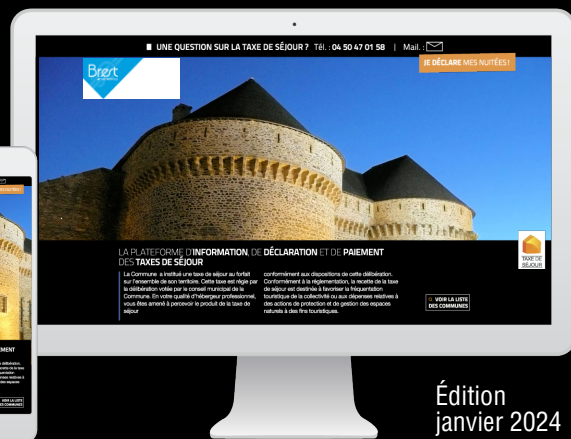 ■ UNE QUESTION SUR LA TAXE DE SÉJOUR ? Tél. : 04 50 47 01 58 | Mail. :
JE DÉCLARE MES NUITÉES !
Brest
LA PLATEFORME D'INFORMATION, DE DÉCLARATION ET DE PAIEMENT
DES TAXES DE SÉJOUR
La Commune a institué une taxe de séjour au forfait
sur l'ensemble de son territoire. Cette taxe est régie par
la délibération votée par le conseil municipal de la
Commune. En votre qualité d'hébergeur professionnel,
vous êtes amené à percevoir le produit de la taxe de
séjour
conformément aux dispositions de cette délibération.
Conformément à la réglementation, la recette de la taxe
de séjour est destinée à favoriser la fréquentation
touristique de la collectivité ou aux dépenses relatives à
des actions de protection et de gestion des espaces
naturels à des fins touristiques.
TAXE DE
SÉJOUR
VOIR LA LISTE
DES COMMUNES
VOIR LA LISTE
DES COMMUNES
Édition
janvier 2024